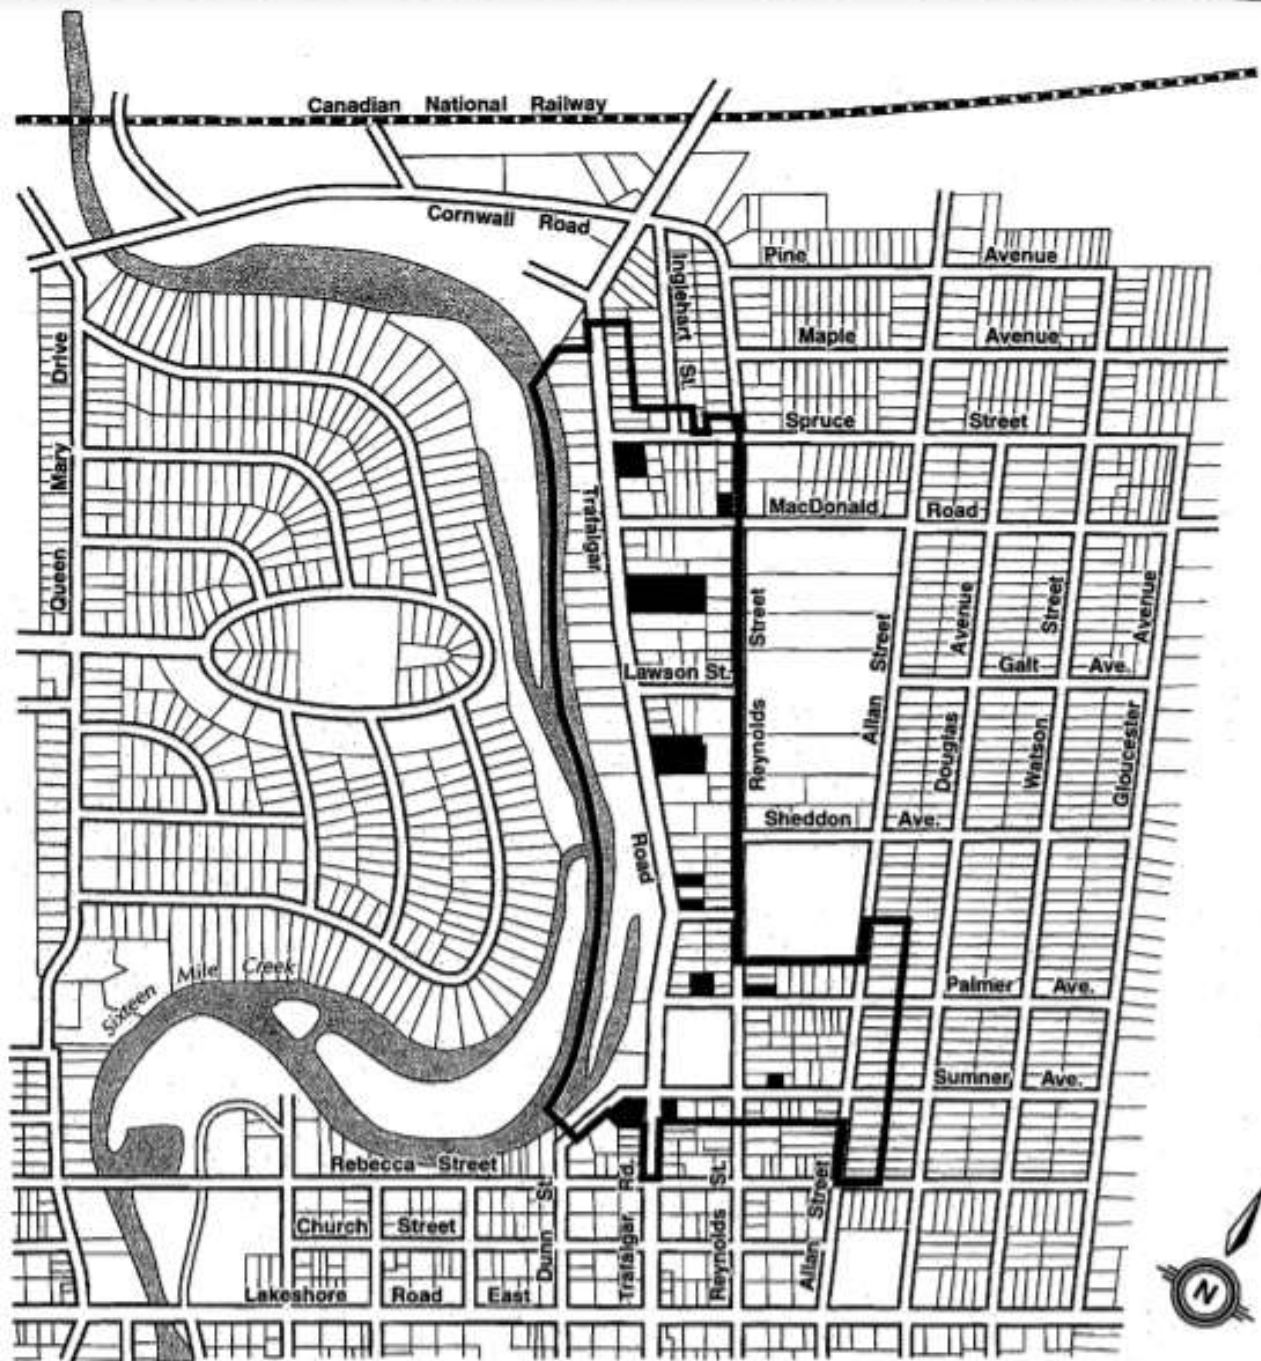 Canadian National Railway
Cornwall Road
Pine Avenue
Inglehart St.
Maple Avenue
Queen Mary Drive
Spruce Street
Trafalgar Road
MacDonald Road
Reynolds Street
Allan Street
Douglas Avenue
Watson Street
Gloucester Avenue
Lawson St.
Galt Ave.
Sheddon Ave.
Sixteen Mile Creek
Palmer Ave.
Sumner Ave.
Rebecca Street
Dunn St.
Trafalgar Rd.
Reynolds St.
Allan Street
Church Street
Lakeshore Road East
N